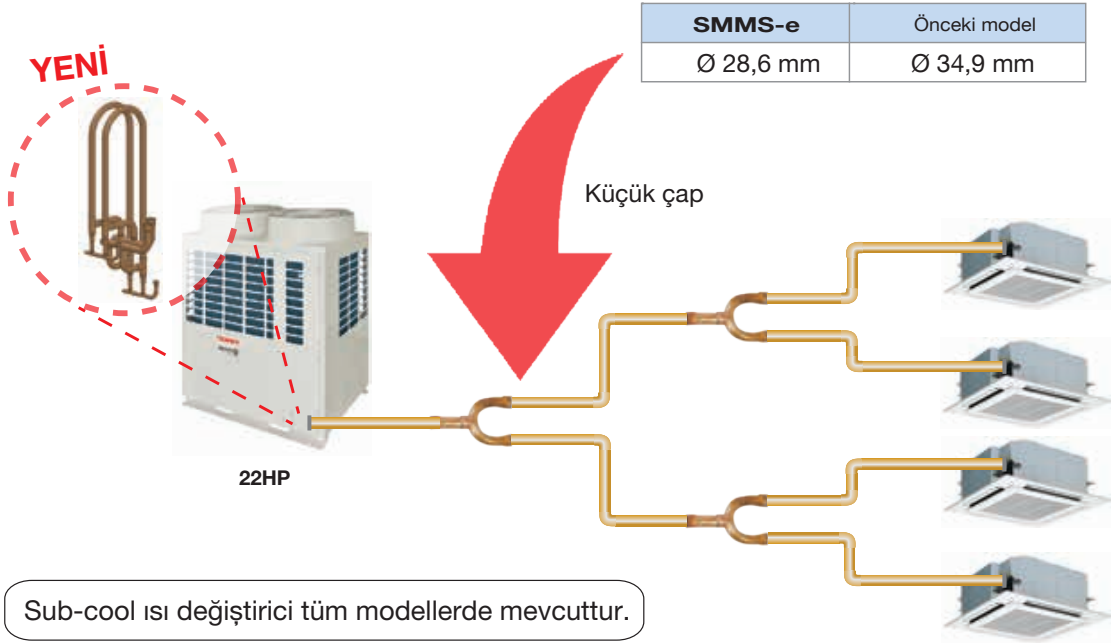 SMMS-e Önceki model
Ø 28,6 mm Ø 34,9 mm
YENİ
Küçük çap
22HP
Sub-cool ısı değiştirici tüm modellerde mevcuttur.